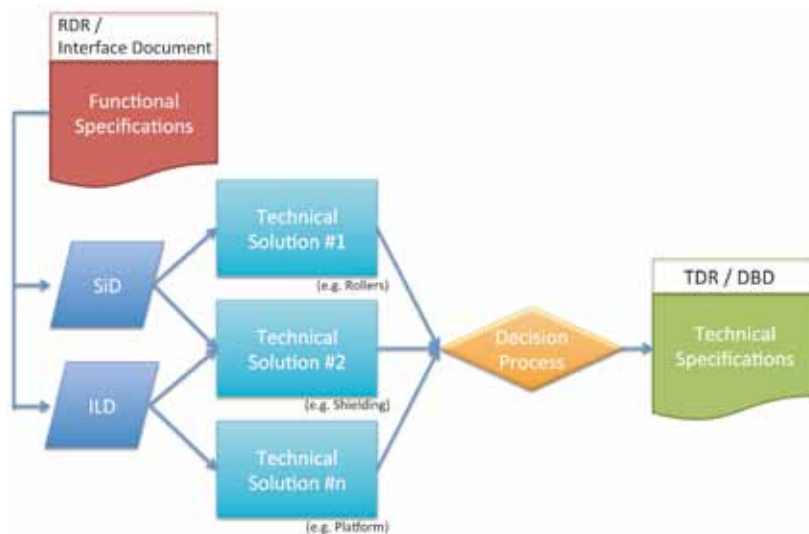 RDR /
Interface Document
Functional
Specifications
SiD
ILD
Technical
Solution #1
(e.g. Rollers)
Technical
Solution #2
(e.g. Shielding)
Technical
Solution #n
(e.g. Platform)
Decision
Process
TDR / DBD
Technical
Specifications